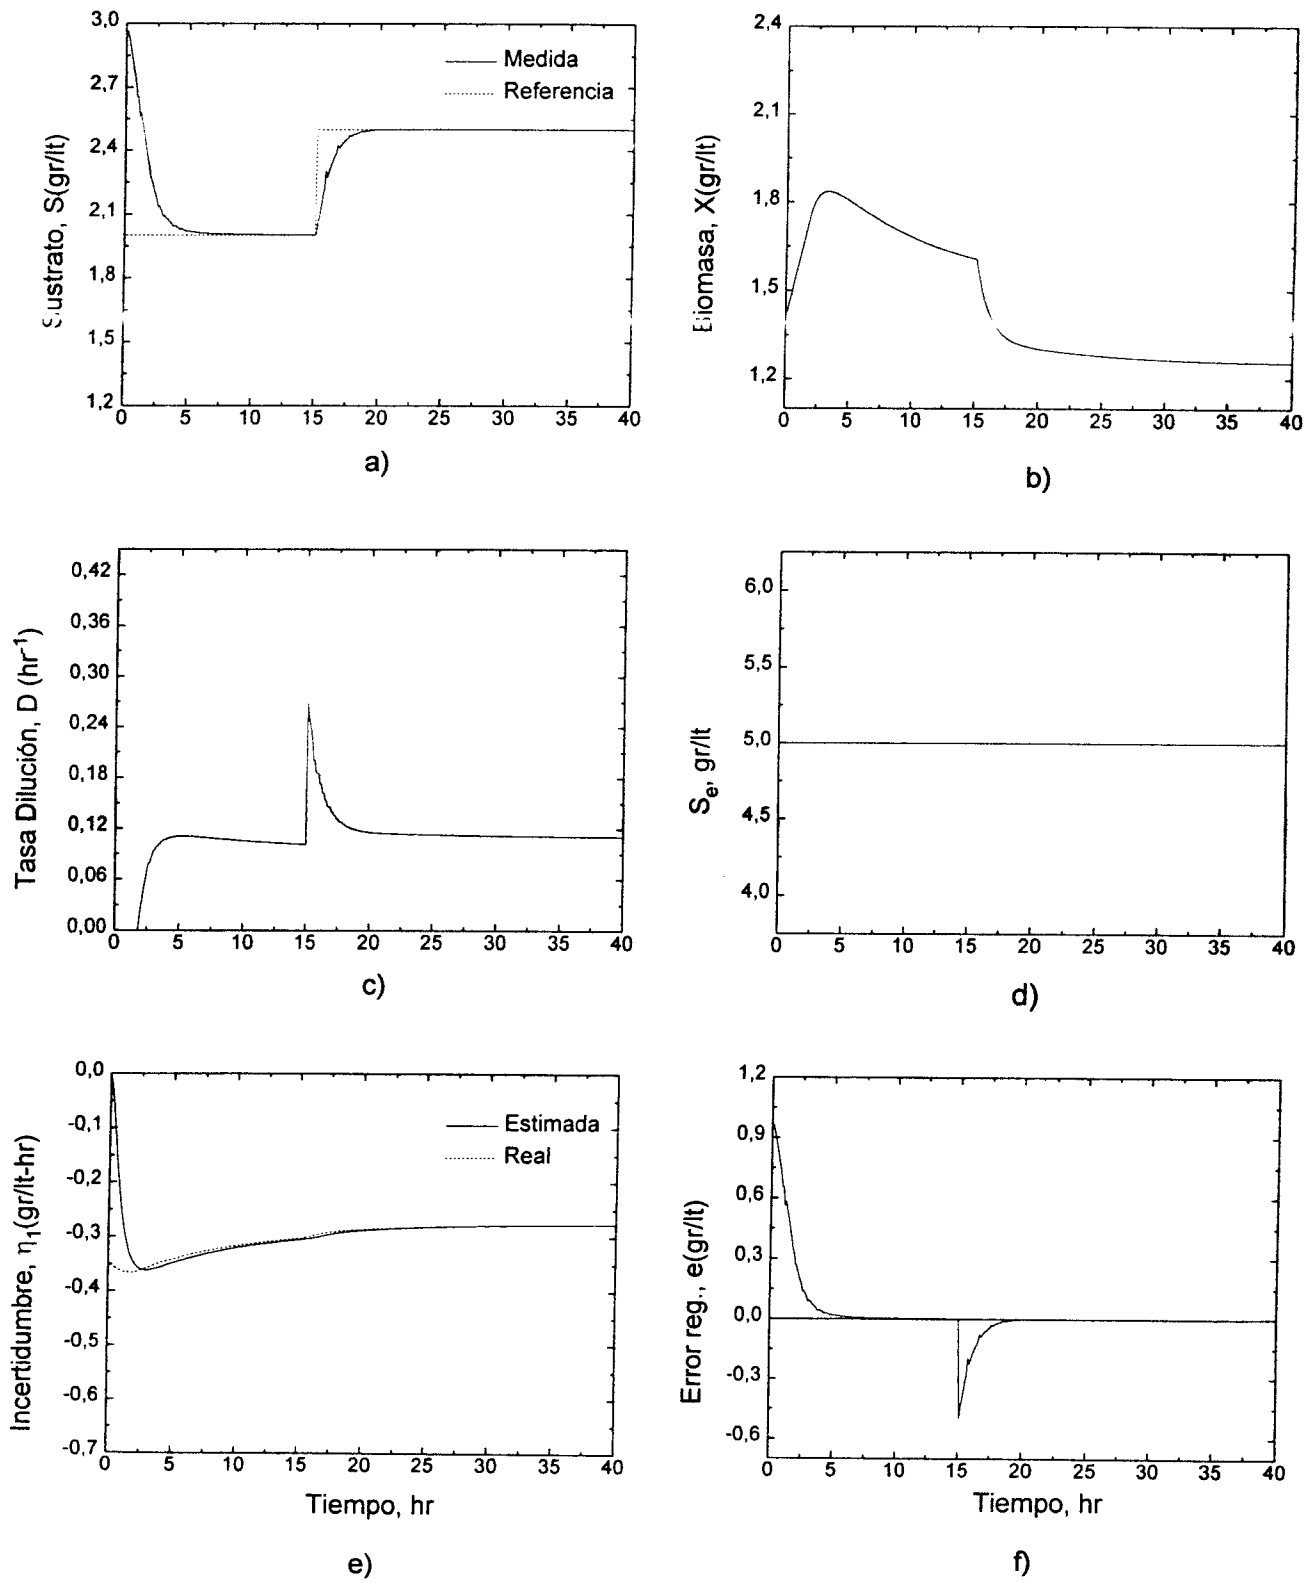 3,0
2,7
2,4
2,1
1,8
1,5
1,2
Sustrato, S(gr/lt)
Medida
Referencia
0 5 10 15 20 25 30 35 40
a)
2,4
2,1
1,8
1,5
1,2
Biomasa, X(gr/lt)
0 5 10 15 20 25 30 35 40
b)
0,42
0,36
0,30
0,24
0,18
0,12
0,06
0,00
Tasa Dilución, D (hr⁻¹)
0 5 10 15 20 25 30 35 40
c)
6,0
5,5
5,0
4,5
4,0
Sₑ, gr/lt
0 5 10 15 20 25 30 35 40
d)
0,0
-0,1
-0,2
-0,3
-0,4
-0,5
-0,6
-0,7
Incertidumbre, η₁(gr/lt-hr)
Estimada
Real
0 5 10 15 20 25 30 35 40
Tiempo, hr
e)
1,2
0,9
0,6
0,3
0,0
-0,3
-0,6
Error reg., e(gr/lt)
0 5 10 15 20 25 30 35 40
Tiempo, hr
f)